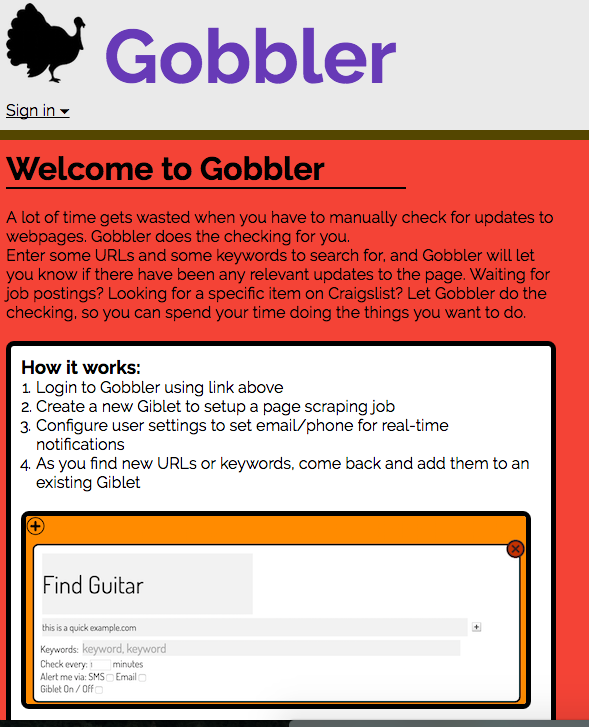 Gobbler
Sign in
Welcome to Gobbler
A lot of time gets wasted when you have to manually check for updates to
webpages. Gobbler does the checking for you.
Enter some URLs and some keywords to search for, and Gobbler will let
you know if there have been any relevant updates to the page. Waiting for
job postings? Looking for a specific item on Craigslist? Let Gobbler do the
checking, so you can spend your time doing the things you want to do.
How it works:
1. Login to Gobbler using link above
2. Create a new Giblet to setup a page scraping job
3. Configure user settings to set email/phone for real-time
notifications
4. As you find new URLs or keywords, come back and add them to an
existing Giblet
Find Guitar
this is a quick example.com
Keywords: keyword, keyword
Check every: 1 minutes
Alert me via: SMS Email
Giblet On / Off